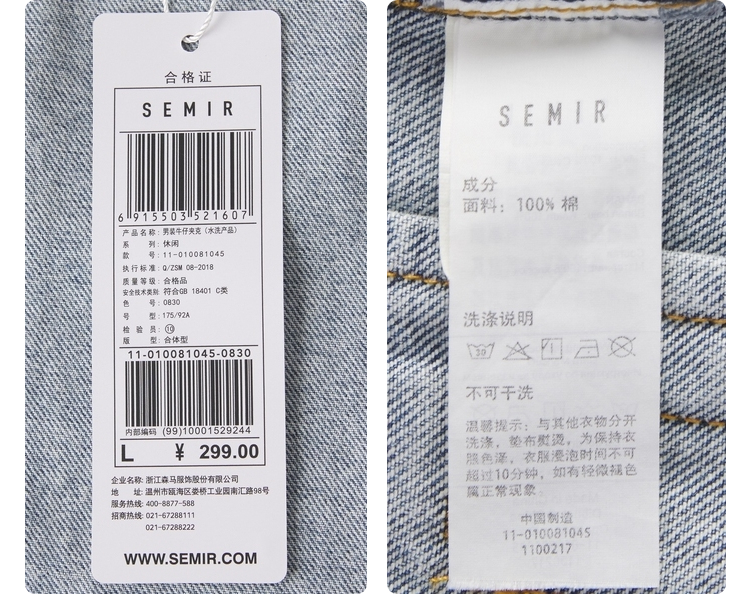 合格证
SEMIR
6 915503 521607
产品名称: 男装牛仔夹克 (水洗产品)
系 列: 休闲
款 号: 11-010081045
执行标准: Q/ZSM 08-2018
质量等级: 合格品
安全技术类别: 符合GB 18401 C类
色 号: 0830
号 型: 175/92A
检 验 员: ⑩
版 型: 合体型
11-010081045-0830
内部编码 (99)10001529244
L ¥ 299.00
企业名称: 浙江森马服饰股份有限公司
地 址: 温州市瓯海区娄桥工业园南汇路98号
服务热线: 400-8877-588
招商热线: 021-67288111
021-67288222
WWW.SEMIR.COM
SEMIR
成分
面料: 100% 棉
洗涤说明
30
不可干洗
温馨提示: 与其他衣物分开
洗涤, 垫布熨烫, 为保持衣
服色泽, 衣服浸泡时间不可
超过10分钟, 如有轻微褪色
属正常现象
中国制造
11-010081045
1100217